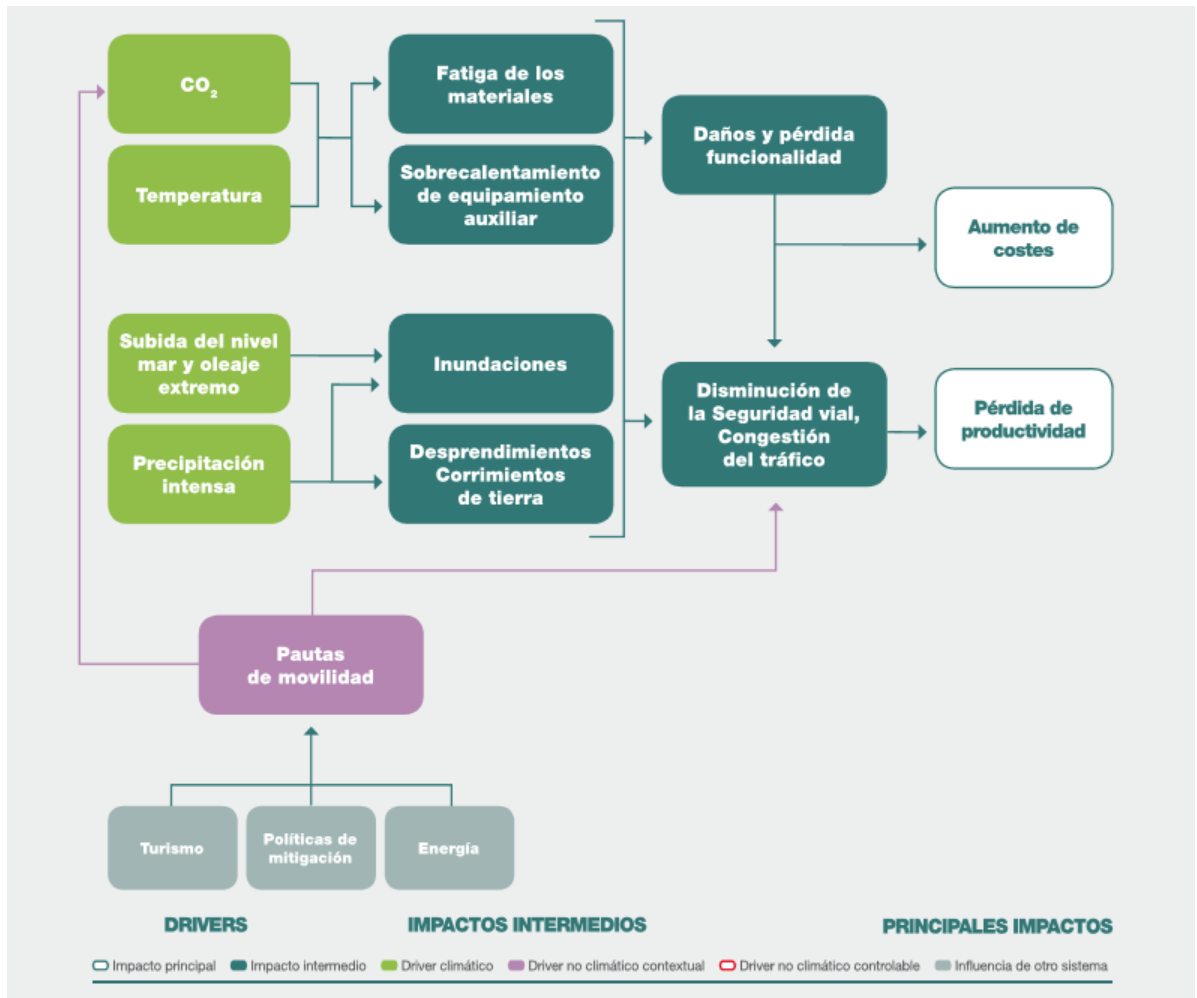 CO₂
Temperatura
Fatiga de los
materiales
Sobrecalentamiento
de equipamiento
auxiliar
Daños y pérdida
funcionalidad
Aumento de
costes
Subida del nivel
mar y oleaje
extremo
Precipitación
intensa
Inundaciones
Desprendimientos
Corrimientos
de tierra
Disminución de
la Seguridad vial,
Congestión
del tráfico
Pérdida de
productividad
Pautas
de movilidad
Turismo
Políticas de
mitigación
Energía
DRIVERS
IMPACTOS INTERMEDIOS
PRINCIPALES IMPACTOS
Impacto principal
Impacto intermedio
Driver climático
Driver no climático contextual
Driver no climático controlable
Influencia de otro sistema